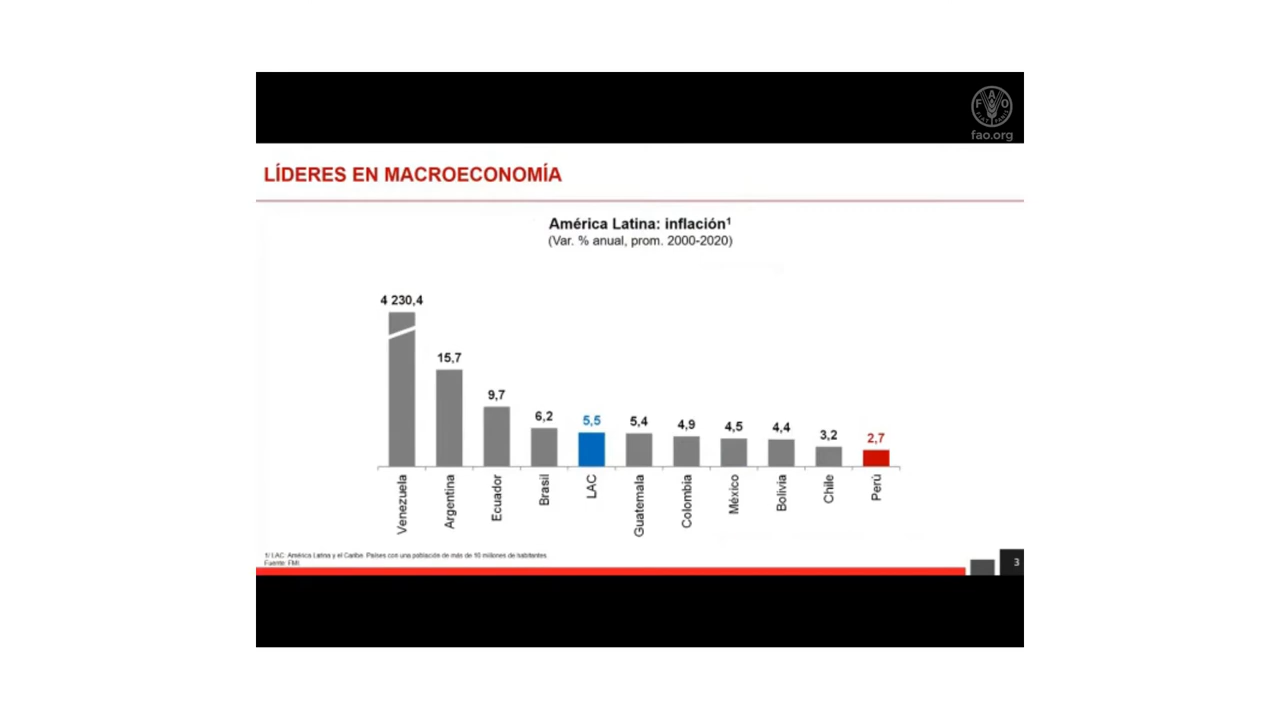 FAO
FIAT PANIS
fao.org
LÍDERES EN MACROECONOMÍA
América Latina: inflación¹
(Var. % anual, prom. 2000-2020)
4 230,4
15,7
9,7
6,2
5,5
5,4
4,9
4,5
4,4
3,2
2,7
Venezuela
Argentina
Ecuador
Brasil
LAC
Guatemala
Colombia
México
Bolivia
Chile
Perú
1/ LAC: América Latina y el Caribe. Países con una población de más de 10 millones de habitantes.
Fuente: FMI.
3